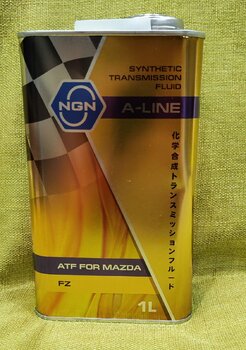 SYNTHETIC
TRANSMISSION
FLUID
NGN
A-LINE
化学合成トランスミッションフルード
ATF FOR MAZDA
FZ
1L